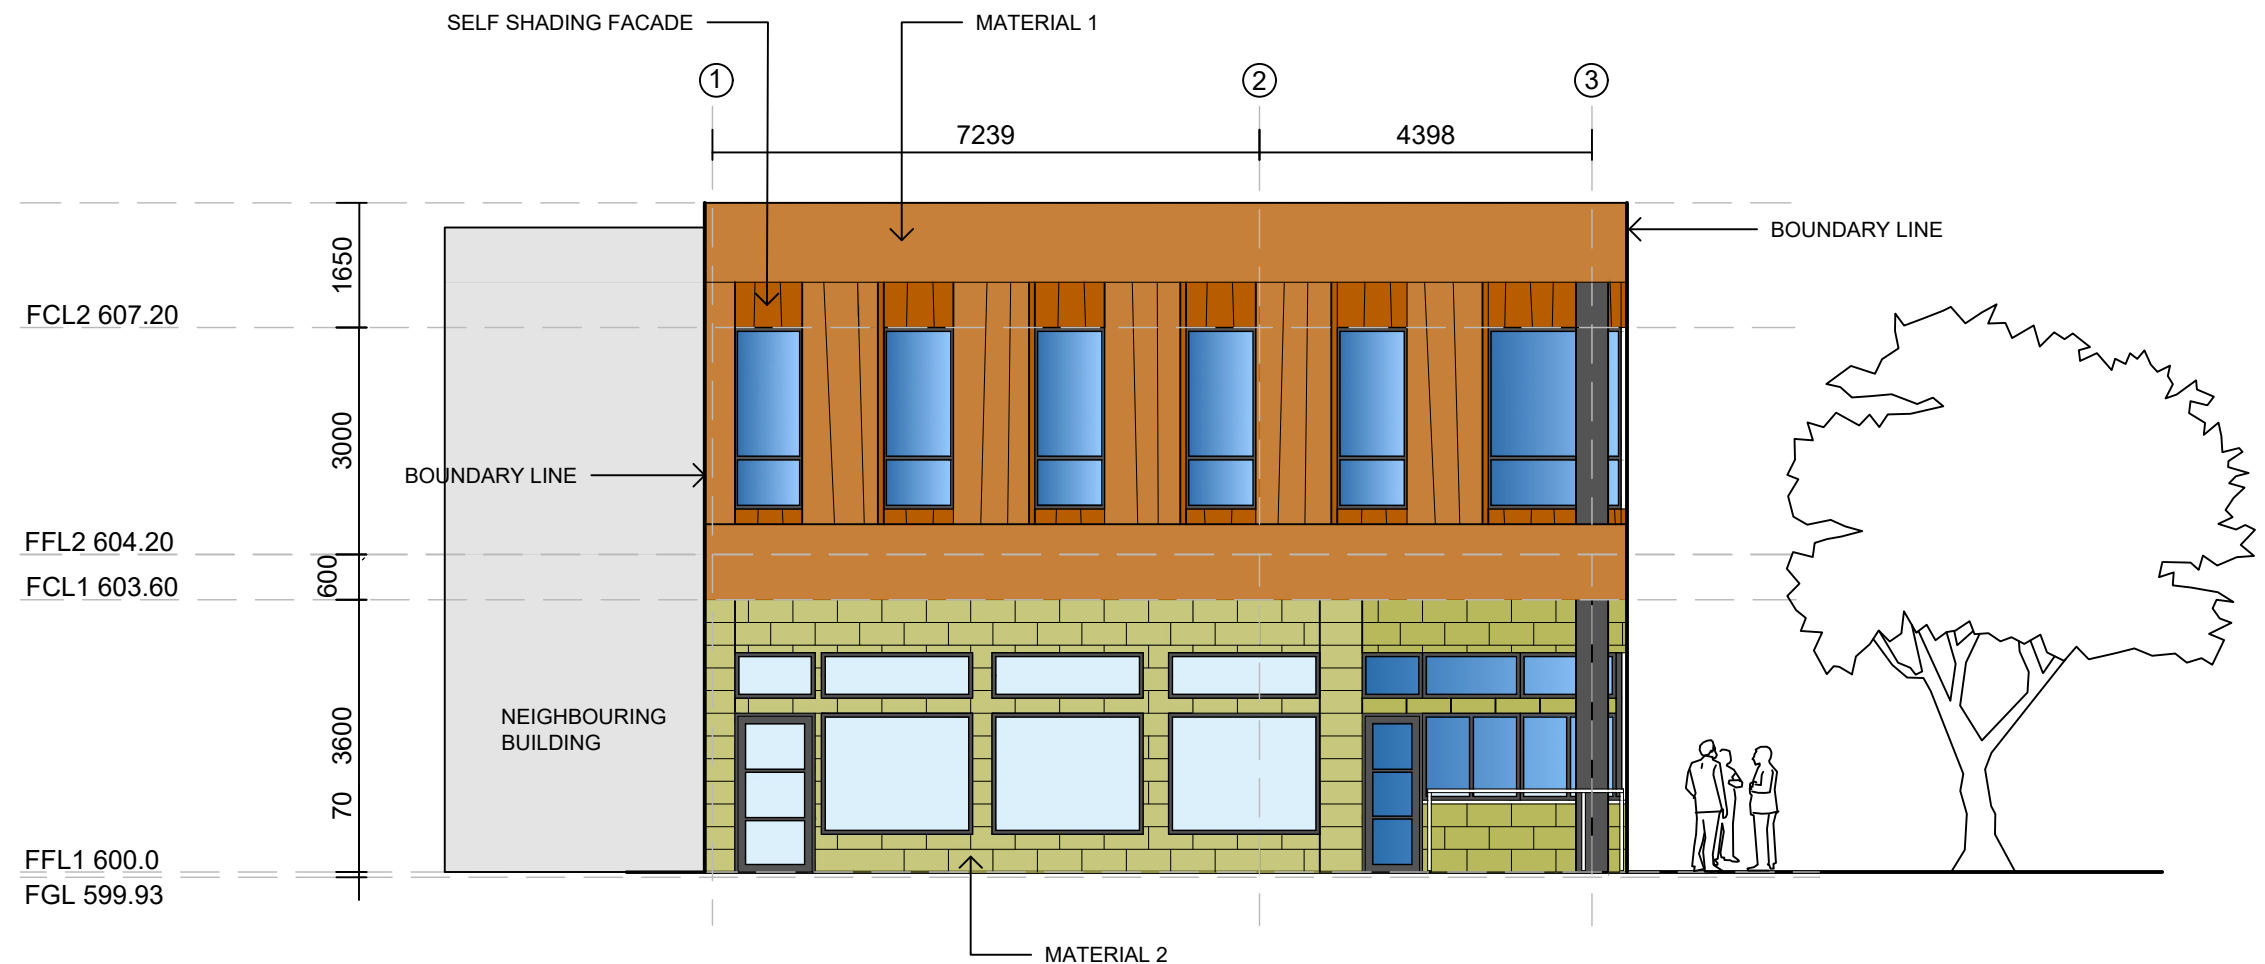 SELF SHADING FACADE
MATERIAL 1
1
2
3
7239
4398
BOUNDARY LINE
1650
FCL2 607.20
3000
BOUNDARY LINE
FFL2 604.20
600
FCL1 603.60
NEIGHBOURING
BUILDING
3600
70
FFL1 600.0
FGL 599.93
MATERIAL 2